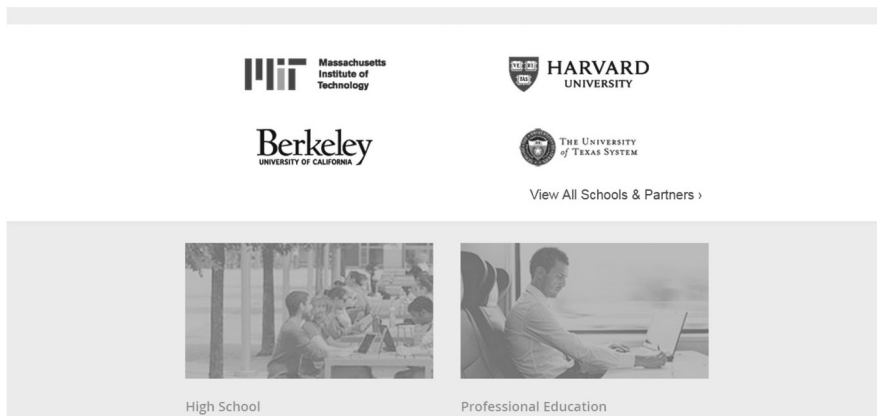 Massachusetts
Institute of
Technology
HARVARD
UNIVERSITY
Berkeley
UNIVERSITY OF CALIFORNIA
THE UNIVERSITY
of TEXAS SYSTEM
View All Schools & Partners ›
High School
Professional Education